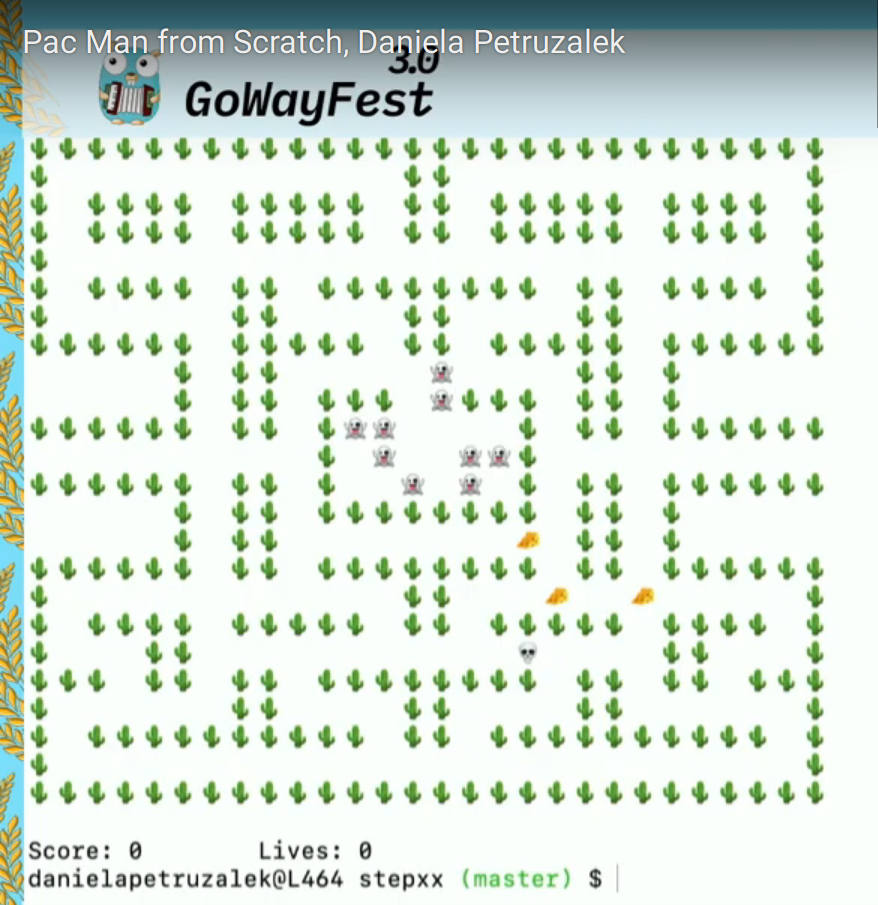 Pac Man from Scratch, Daniela Petruzalek
3.0
GoWayFest
Score: 0 Lives: 0
danielapetruzalek@L464 stepxx (master) $